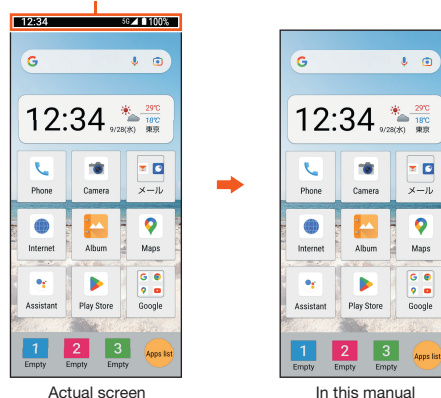 12:34 5G 100%
G
12:34 29℃
18℃
9/28(水) 東京
Phone Camera メール
Internet Album Maps
Assistant Play Store Google
1 2 3 Apps list
Empty Empty Empty
Actual screen
G
12:34 29℃
18℃
9/28(水) 東京
Phone Camera メール
Internet Album Maps
Assistant Play Store Google
1 2 3 Apps list
Empty Empty Empty
In this manual